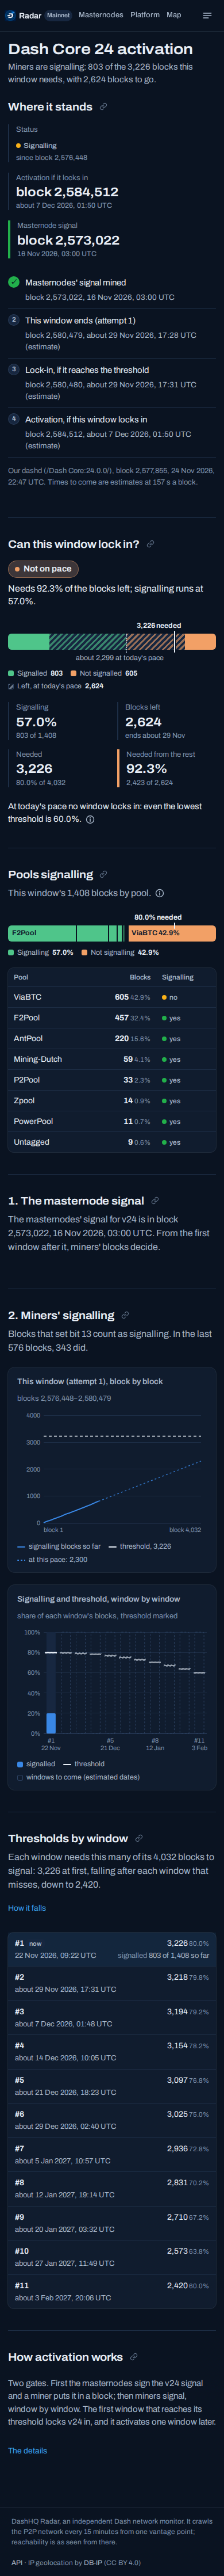 Radar Mainnet Masternodes Platform Map
Dash Core 24 activation
Miners are signalling: 803 of the 3,226 blocks this
window needs, with 2,624 blocks to go.
Where it stands
Status
Signalling
since block 2,576,448
Activation if it locks in
block 2,584,512
about 7 Dec 2026, 01:50 UTC
Masternode signal
block 2,573,022
16 Nov 2026, 03:00 UTC
Masternodes' signal mined
block 2,573,022, 16 Nov 2026, 03:00 UTC
2 This window ends (attempt 1)
block 2,580,479, about 29 Nov 2026, 17:28 UTC
(estimate)
3 Lock-in, if it reaches the threshold
block 2,580,480, about 29 Nov 2026, 17:31 UTC
(estimate)
4 Activation, if this window locks in
block 2,584,512, about 7 Dec 2026, 01:50 UTC
(estimate)
Our dashd (/Dash Core:24.0.0/), block 2,577,855, 24 Nov 2026,
22:47 UTC. Times to come are estimates at 157 s a block.
Can this window lock in?
Not on pace
Needs 92.3% of the blocks left; signalling runs at
57.0%.
3,226 needed
about 2,299 at today's pace
Signalled 803 Not signalled 605
Left, at today's pace 2,624
Signalling
57.0%
803 of 1,408
Blocks left
2,624
ends about 29 Nov
Needed
3,226
80.0% of 4,032
Needed from the rest
92.3%
2,423 of 2,624
At today's pace no window locks in: even the lowest
threshold is 60.0%.
Pools signalling
This window's 1,408 blocks by pool.
80.0% needed
F2Pool ViaBTC 42.9%
Signalling 57.0% Not signalling 42.9%
Pool Blocks Signalling
ViaBTC 605 42.9% no
F2Pool 457 32.4% yes
AntPool 220 15.6% yes
Mining-Dutch 59 4.1% yes
P2Pool 33 2.3% yes
Zpool 14 0.9% yes
PowerPool 11 0.7% yes
Untagged 9 0.6% yes
1. The masternode signal
The masternodes' signal for v24 is in block
2,573,022, 16 Nov 2026, 03:00 UTC. From the first
window after it, miners' blocks decide.
2. Miners' signalling
Blocks that set bit 13 count as signalling. In the last
576 blocks, 343 did.
This window (attempt 1), block by block
blocks 2,576,448–2,580,479
4000
3000
2000
1000
0
block 1 block 4,032
signalling blocks so far threshold, 3,226
at this pace: 2,300
Signalling and threshold, window by window
share of each window's blocks, threshold marked
100%
80%
60%
40%
20%
0%
#1 #5 #8 #11
22 Nov 21 Dec 12 Jan 3 Feb
signalled threshold
windows to come (estimated dates)
Thresholds by window
Each window needs this many of its 4,032 blocks to
signal: 3,226 at first, falling after each window that
misses, down to 2,420.
How it falls
#1 now 3,226 80.0%
22 Nov 2026, 09:22 UTC signalled 803 of 1,408 so far
#2 3,218 79.8%
about 29 Nov 2026, 17:31 UTC
#3 3,194 79.2%
about 7 Dec 2026, 01:48 UTC
#4 3,154 78.2%
about 14 Dec 2026, 10:05 UTC
#5 3,097 76.8%
about 21 Dec 2026, 18:23 UTC
#6 3,025 75.0%
about 29 Dec 2026, 02:40 UTC
#7 2,936 72.8%
about 5 Jan 2027, 10:57 UTC
#8 2,831 70.2%
about 12 Jan 2027, 19:14 UTC
#9 2,710 67.2%
about 20 Jan 2027, 03:32 UTC
#10 2,573 63.8%
about 27 Jan 2027, 11:49 UTC
#11 2,420 60.0%
about 3 Feb 2027, 20:06 UTC
How activation works
Two gates. First the masternodes sign the v24 signal
and a miner puts it in a block; then miners signal,
window by window. The first window that reaches its
threshold locks v24 in, and it activates one window later.
The details
DashHQ Radar, an independent Dash network monitor. It crawls
the P2P network every 15 minutes from one vantage point;
reachability is as seen from there.
API · IP geolocation by DB-IP (CC BY 4.0)